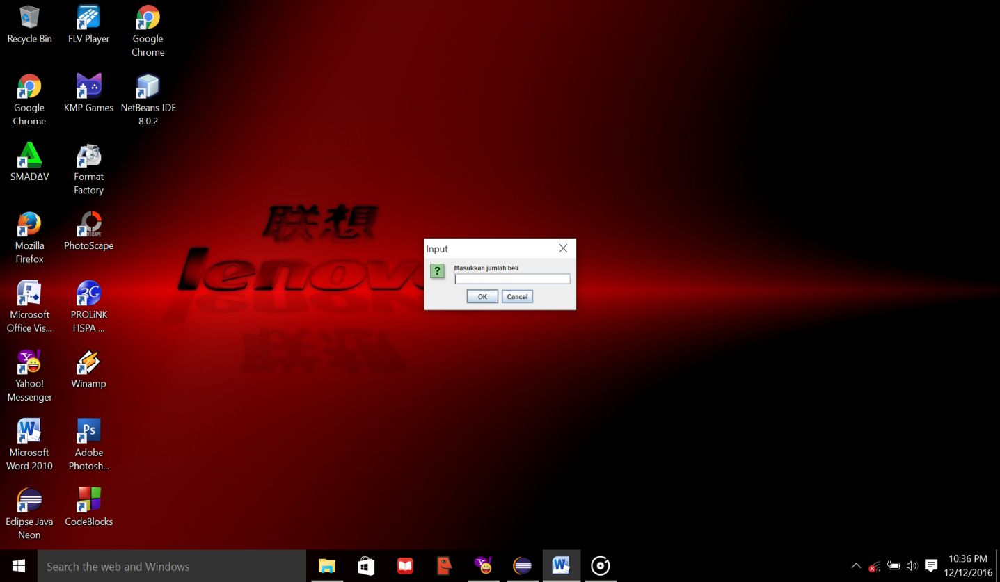 Recycle Bin
FLV Player
Google
Chrome
Google
Chrome
KMP Games
NetBeans IDE
8.0.2
SMADΔV
Format
Factory
Mozilla
Firefox
PhotoScape
Microsoft
Office Vis...
PROLiNK
HSPA ...
Yahoo!
Messenger
Winamp
Microsoft
Word 2010
Adobe
Photosh...
Eclipse Java
Neon
CodeBlocks
联想
lenovo
Input
Masukkan jumlah beli
OK
Cancel
Search the web and Windows
10:36 PM
12/12/2016